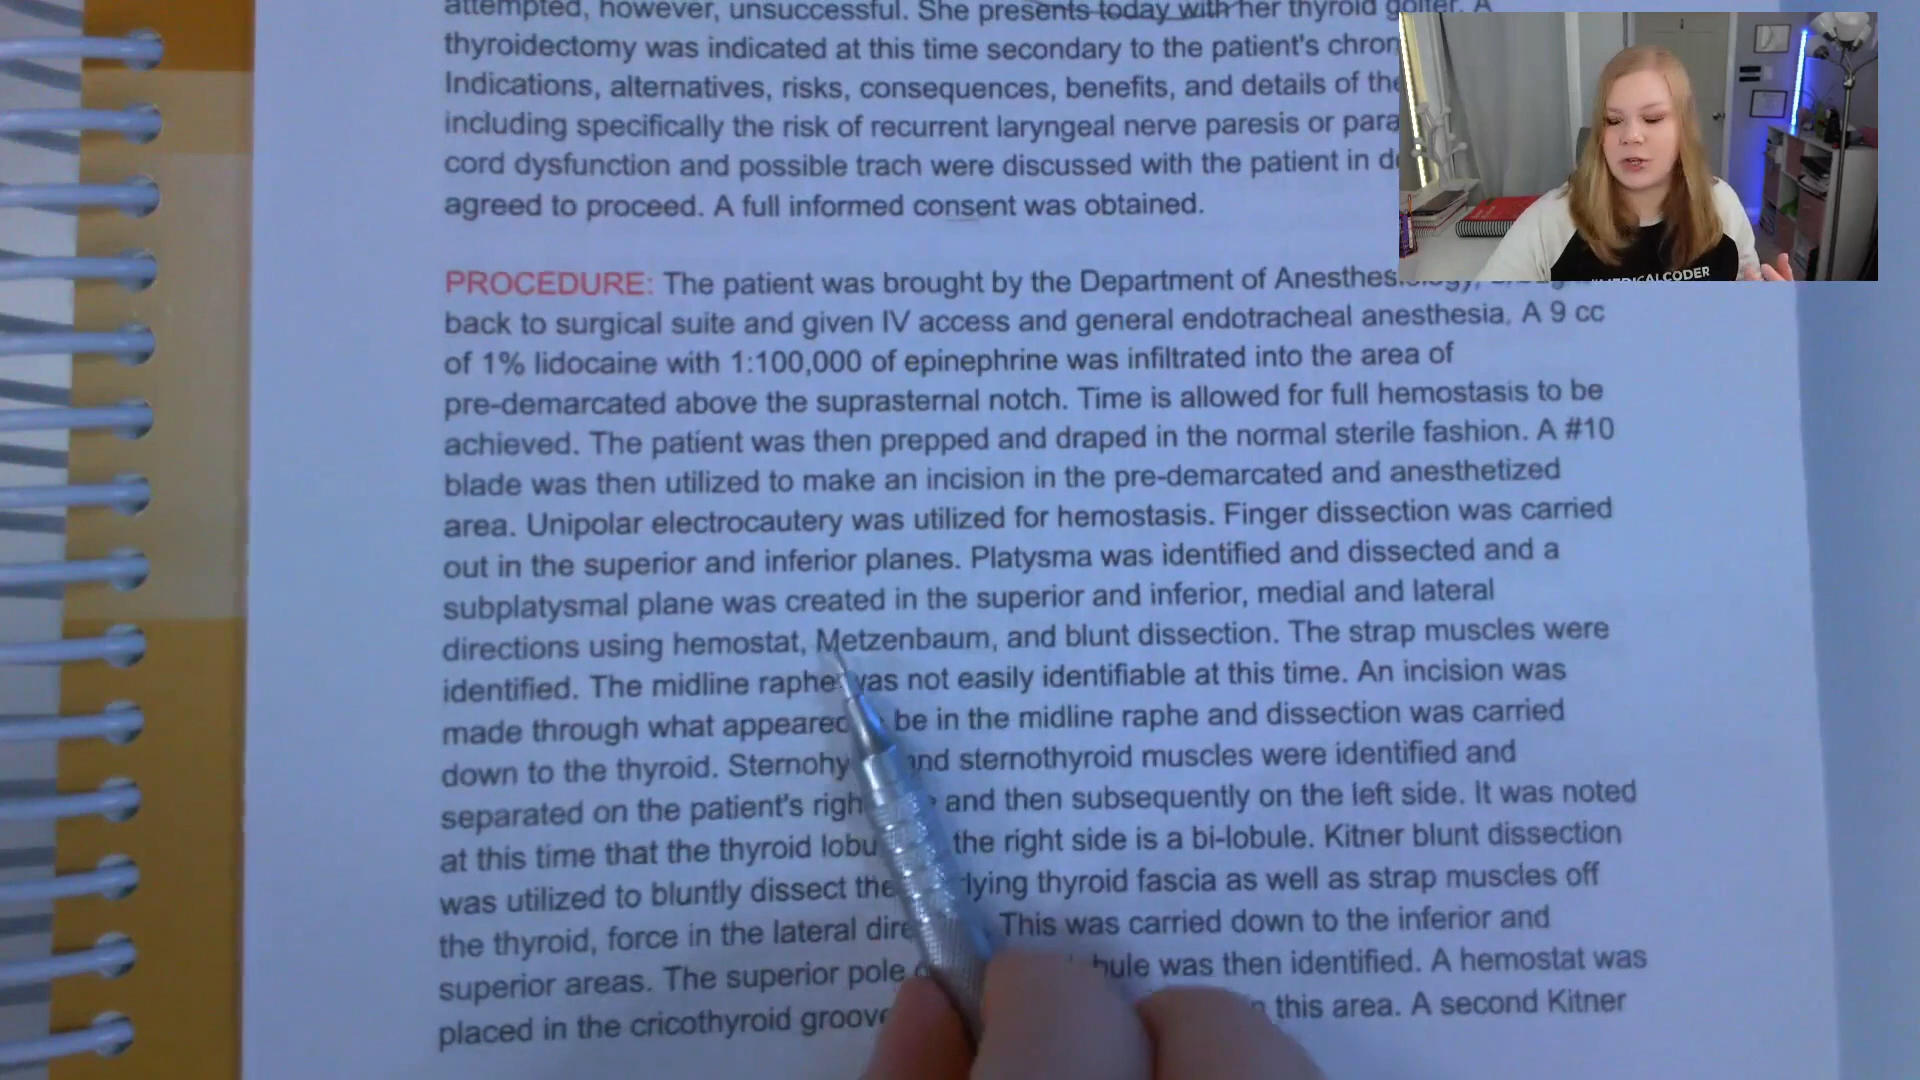 attempted, however, unsuccessful. She presents today with her thyroid goiter. A
thyroidectomy was indicated at this time secondary to the patient's chron
Indications, alternatives, risks, consequences, benefits, and details of the
including specifically the risk of recurrent laryngeal nerve paresis or para
cord dysfunction and possible trach were discussed with the patient in de
agreed to proceed. A full informed consent was obtained.
PROCEDURE: The patient was brought by the Department of
back to surgical suite and given IV access and general endotracheal anesthesia. A 9 cc
of 1% lidocaine with 1:100,000 of epinephrine was infiltrated into the area of
pre-demarcated above the suprasternal notch. Time is allowed for full hemostasis to be
achieved. The patient was then prepped and draped in the normal sterile fashion. A #10
blade was then utilized to make an incision in the pre-demarcated and anesthetized
area. Unipolar electrocautery was utilized for hemostasis. Finger dissection was carried
out in the superior and inferior planes. Platysma was identified and dissected and a
subplatysmal plane was created in the superior and inferior, medial and lateral
directions using hemostat, Metzenbaum, and blunt dissection. The strap muscles were
identified. The midline raphe was not easily identifiable at this time. An incision was
made through what appeared be in the midline raphe and dissection was carried
down to the thyroid. Sternohy and sternothyroid muscles were identified and
separated on the patient's righ and then subsequently on the left side. It was noted
at this time that the thyroid lobu the right side is a bi-lobule. Kitner blunt dissection
was utilized to bluntly dissect the lying thyroid fascia as well as strap muscles off
the thyroid, force in the lateral dire This was carried down to the inferior and
superior areas. The superior pole bule was then identified. A hemostat was
placed in the cricothyroid groove this area. A second Kitner
MEDICALCODER